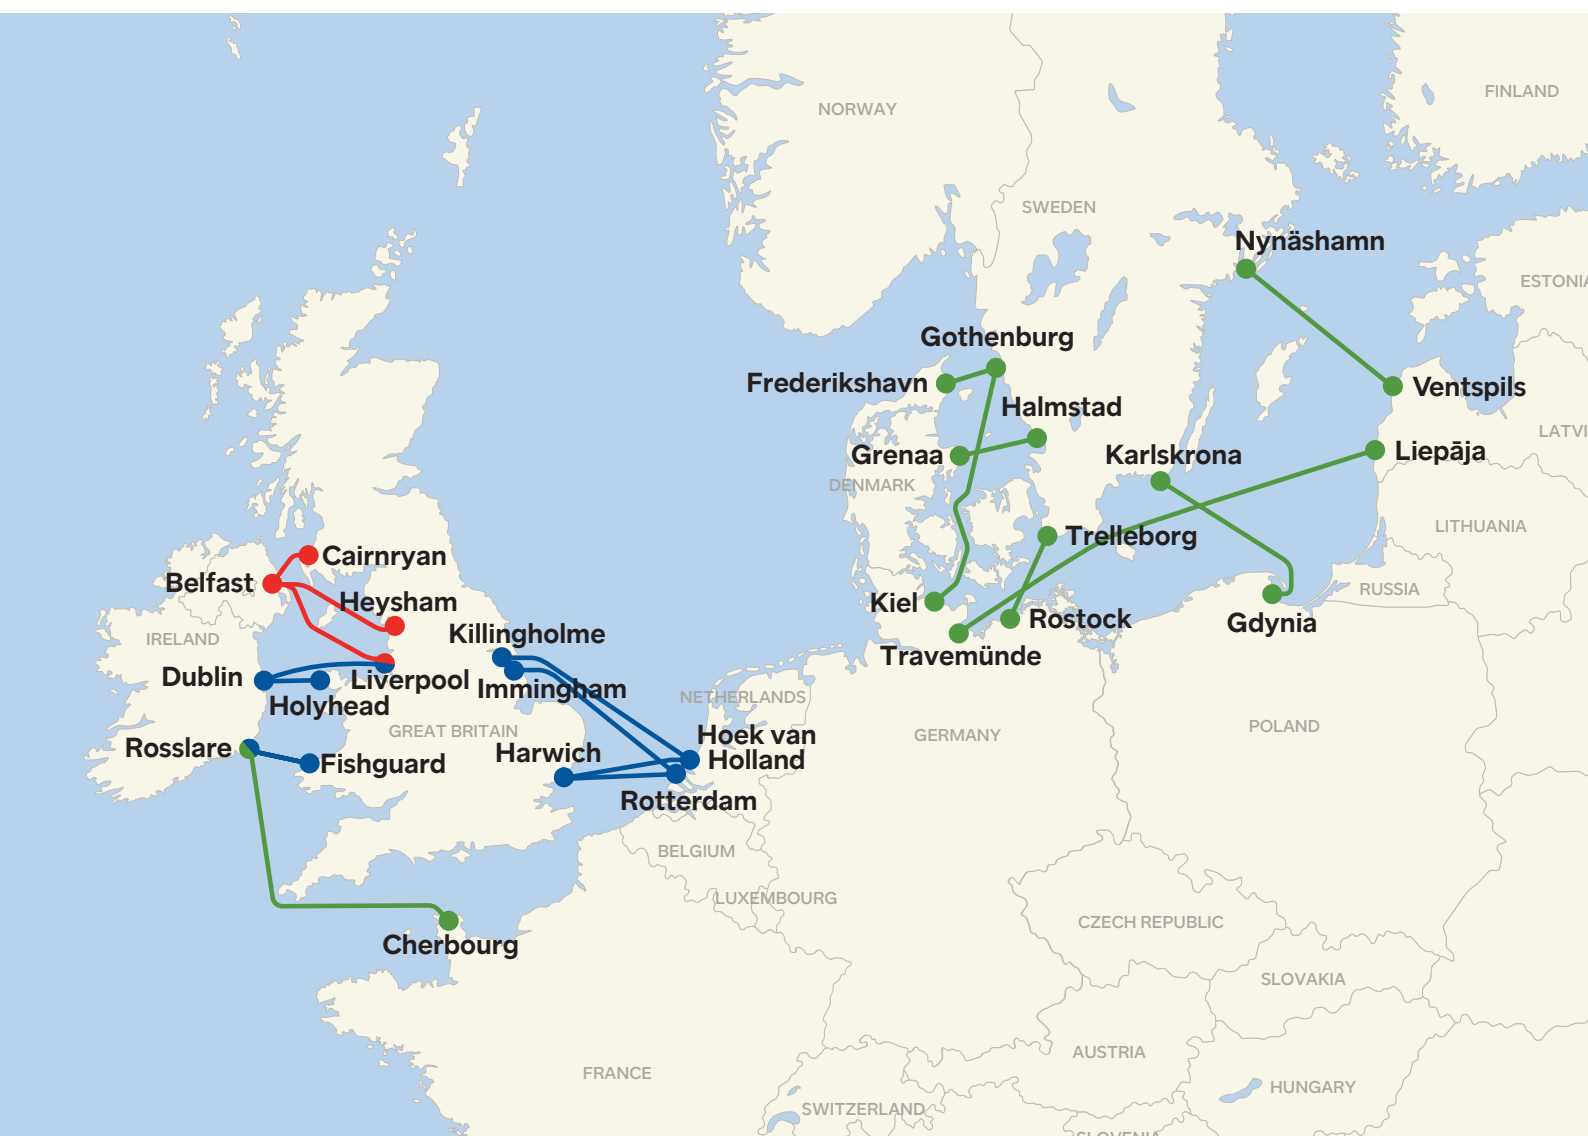 FINLAND
NORWAY
SWEDEN
Nynäshamn
ESTONIA
Gothenburg
Frederikshavn
Ventspils
Halmstad
LATVI
Grenaa
Karlskrona
Liepāja
DENMARK
LITHUANIA
Trelleborg
Cairnryan
Belfast
RUSSIA
Heysham
Kiel
Rostock
Gdynia
Killingholme
IRELAND
Travemünde
Dublin
Liverpool
Immingham
NETHERLANDS
Holyhead
GREAT BRITAIN
POLAND
Hoek van
Holland
GERMANY
Rosslare
Harwich
Fishguard
Rotterdam
BELGIUM
LUXEMBOURG
CZECH REPUBLIC
Cherbourg
SLOVAKIA
AUSTRIA
FRANCE
HUNGARY
SWITZERLAND
SLOVENIA